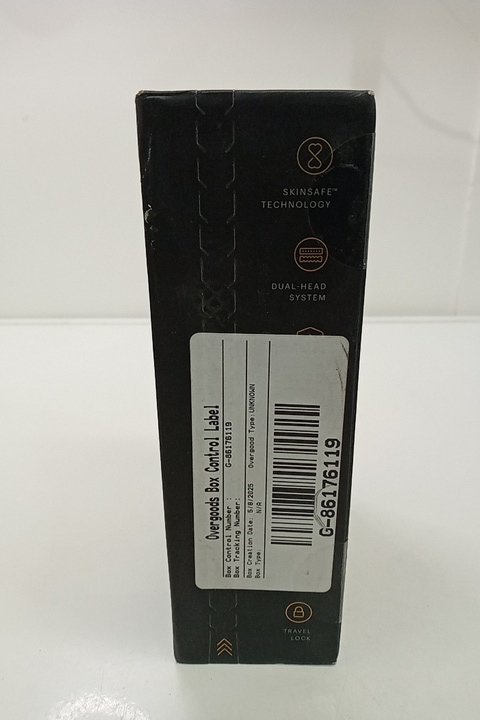 SKINSAFE™
TECHNOLOGY
DUAL-HEAD
SYSTEM
Overgoods Box Control Label
Box Control Number : G-86176119
Box Tracking Number:
Box Creation Date: 5/8/2025 Overgood Type:UNKNOWN
Box Type: N/A
G-86176119
TRAVEL
LOCK